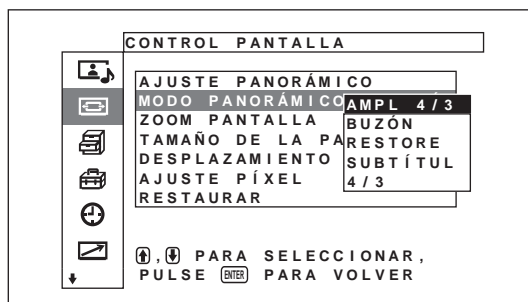 CONTROL PANTALLA
AJUSTE PANORÁMICO
MODO PANORÁMICO
AMPL 4/3
BUZÓN
RESTORE
SUBTÍTUL
4/3
ZOOM PANTALLA
TAMAÑO DE LA PA
DESPLAZAMIENTO
AJUSTE PÍXEL
RESTAURAR
, PARA SELECCIONAR,
PULSE ENTER PARA VOLVER